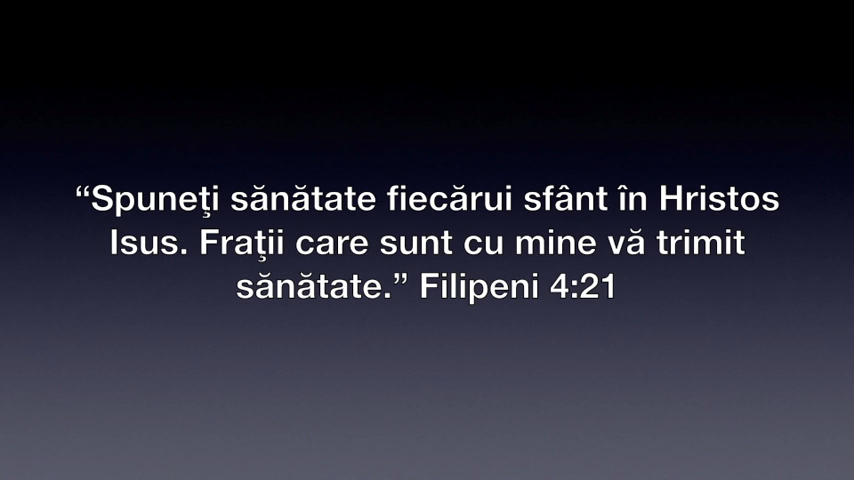 “Spuneţi sănătate fiecărui sfânt în Hristos
Isus. Fraţii care sunt cu mine vă trimit
sănătate.” Filipeni 4:21